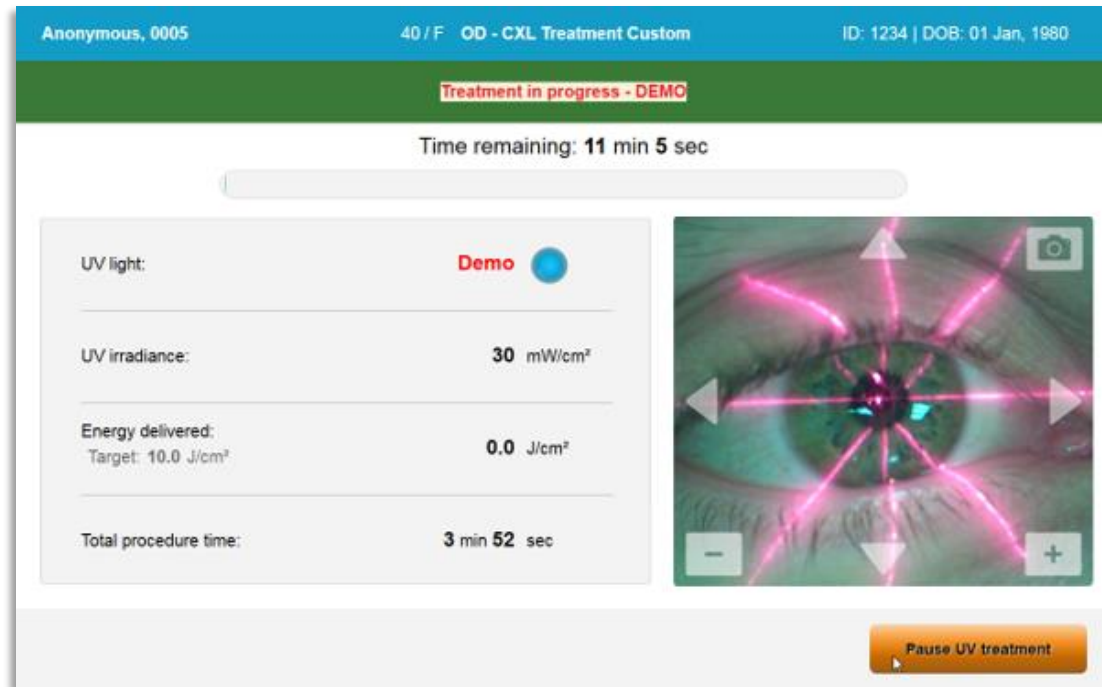 Anonymous, 0005 40 / F OD - CXL Treatment Custom ID: 1234 | DOB: 01 Jan, 1980
Treatment in progress - DEMO
Time remaining: 11 min 5 sec
UV light: Demo
UV irradiance: 30 mW/cm²
Energy delivered:
Target: 10.0 J/cm²
0.0 J/cm²
Total procedure time: 3 min 52 sec
Pause UV treatment